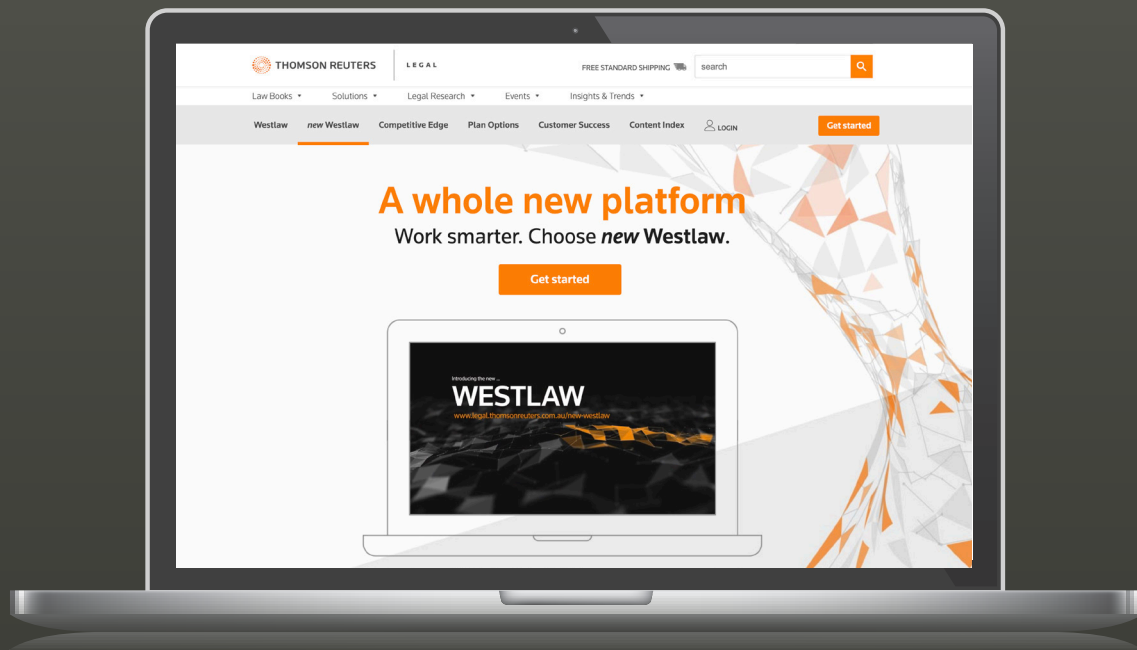 THOMSON REUTERS
LEGAL
FREE STANDARD SHIPPING
search
Law Books Solutions Legal Research Events Insights & Trends
Westlaw new Westlaw Competitive Edge Plan Options Customer Success Content Index LOGIN Get started
A whole new platform
Work smarter. Choose new Westlaw.
Get started
Introducing the new ...
WESTLAW
www.legal.thomsonreuters.com.au/new-westlaw